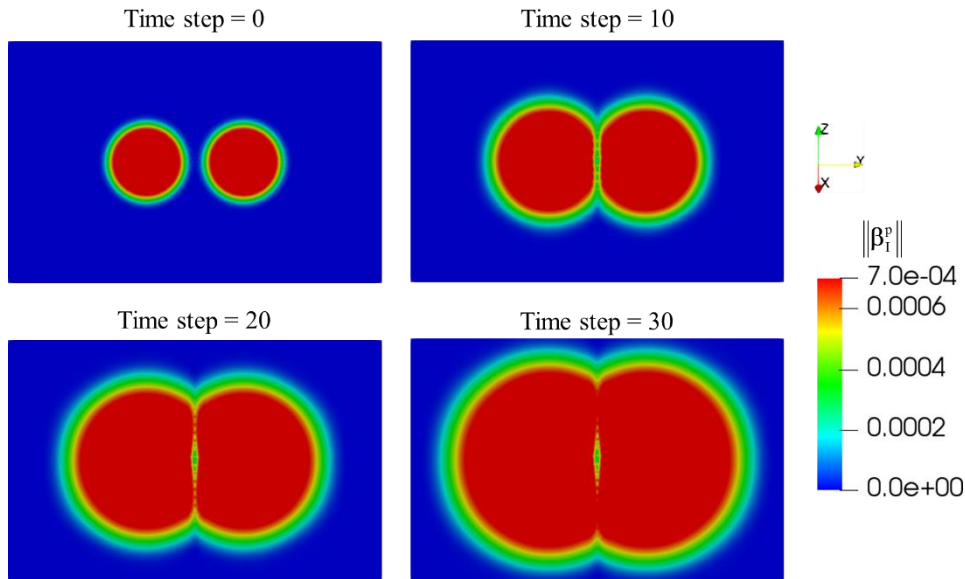 Time step = 0
Time step = 10
Z
Y
X
‖β_I^p‖
7.0e-04
0.0006
0.0004
0.0002
0.0e+00
Time step = 20
Time step = 30